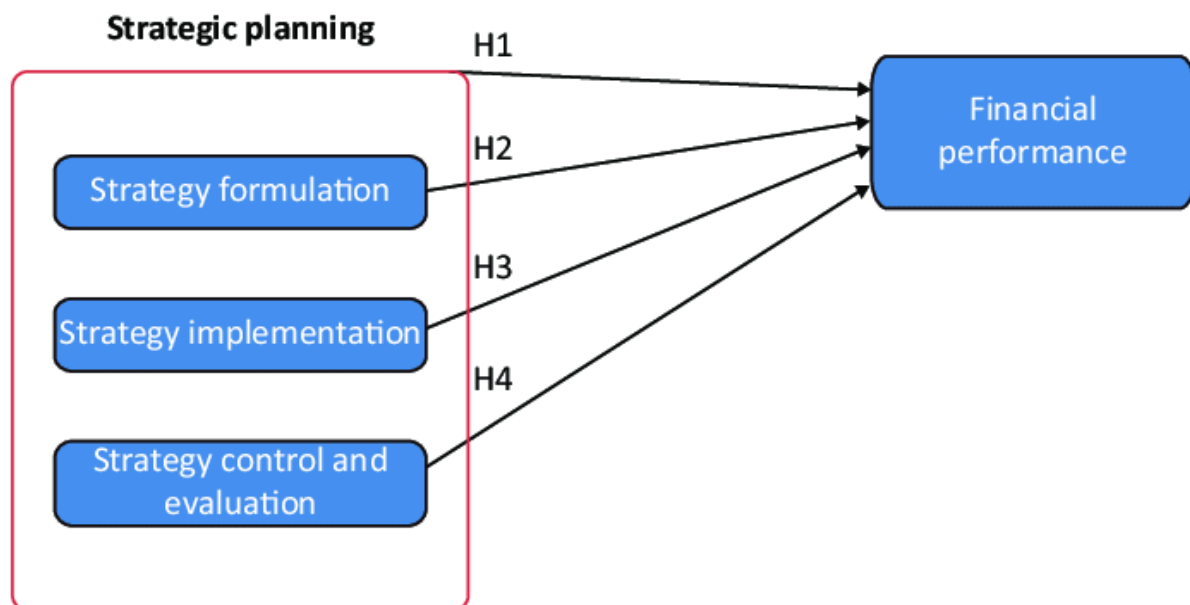 Strategic planning
H1
Financial
performance
H2
Strategy formulation
H3
Strategy implementation
H4
Strategy control and
evaluation